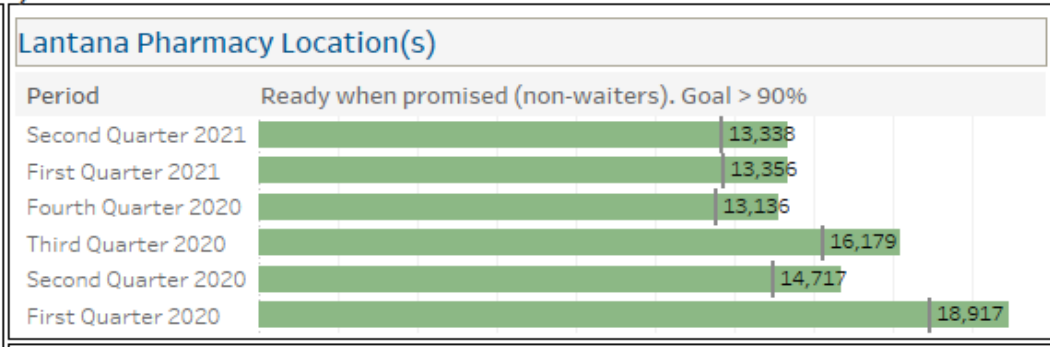 Lantana Pharmacy Location(s)
Period Ready when promised (non-waiters). Goal > 90%
Second Quarter 2021 13,338
First Quarter 2021 13,356
Fourth Quarter 2020 13,136
Third Quarter 2020 16,179
Second Quarter 2020 14,717
First Quarter 2020 18,917